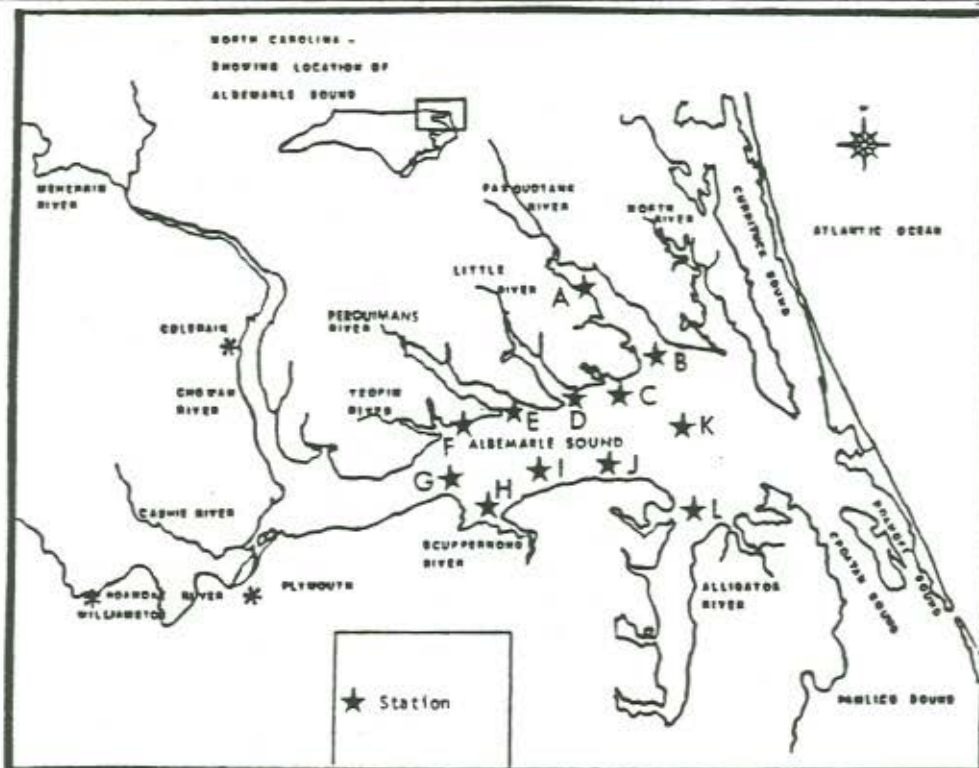 NORTH CAROLINA –
SHOWING LOCATION OF
ALBEMARLE SOUND
N
MEHERRIN
RIVER
PASQUOTANK
RIVER
NORTH
RIVER
CURRITUCK SOUND
ATLANTIC OCEAN
LITTLE
RIVER
A
PERQUIMANS
RIVER
COLERAIN
B
CHOWAN
RIVER
YEOPIM
RIVER
C
D
E
K
F
ALBEMARLE SOUND
G
I
J
H
L
CASHIE RIVER
SCUPPERNONG
RIVER
ROANOKE SOUND
CROATAN SOUND
PLYMOUTH
ALLIGATOR
RIVER
ROANOKE RIVER
WILLIAMSTON
PAMLICO SOUND
Station